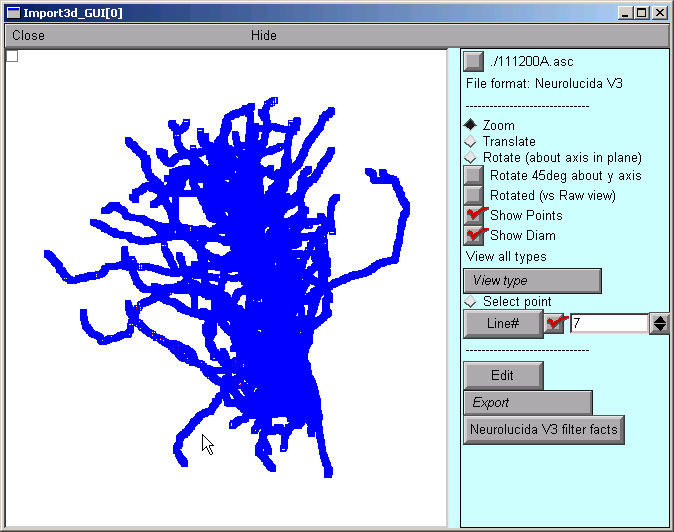 Import3d_GUI[0]
Close Hide
./111200A.asc
File format: Neurolucida V3
-------------------------------
Zoom
Translate
Rotate (about axis in plane)
Rotate 45deg about y axis
Rotated (vs Raw view)
Show Points
Show Diam
View all types
View type
Select point
Line# 7
-------------------------------
Edit
Export
Neurolucida V3 filter facts